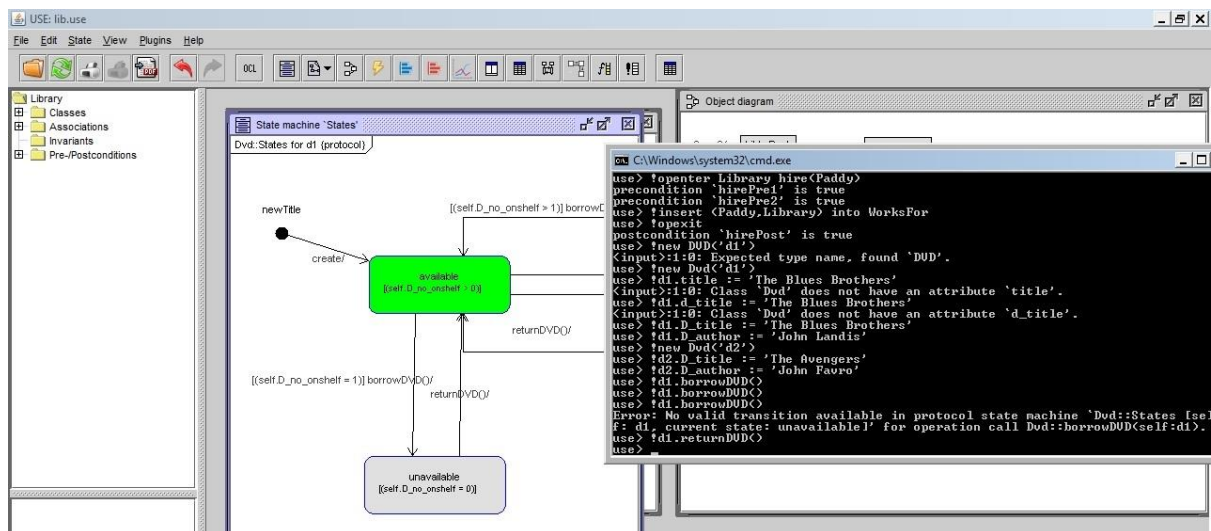 USE: lib.use
File Edit State View Plugins Help
OCL
Library
Classes
Associations
Invariants
Pre-/Postconditions
State machine `States'
Dvd::States for d1 {protocol}
newTitle
create/
[(self.D_no_onshelf > 1)]
available
[(self.D_no_onshelf > 0)]
returnDVD()/
[(self.D_no_onshelf = 1)] borrowDVD()/
returnDVD()/
unavailable
[(self.D_no_onshelf = 0)]
Object diagram
C:\Windows\system32\cmd.exe
use> !openter Library hire(Paddy)
precondition `hirePre1' is true
precondition `hirePre2' is true
use> !insert (Paddy,Library) into WorksFor
use> !opexit
postcondition `hirePost' is true
use> !new DVD('d1')
<input>:1:0: Expected type name, found `DVD'.
use> !new Dvd('d1')
use> !d1.title := 'The Blues Brothers'
<input>:1:0: Class `Dvd' does not have an attribute `title'.
use> !d1.d_title := 'The Blues Brothers'
<input>:1:0: Class `Dvd' does not have an attribute `d_title'.
use> !d1.D_title := 'The Blues Brothers'
use> !d1.D_author := 'John Landis'
use> !new Dvd('d2')
use> !d2.D_title := 'The Avengers'
use> !d2.D_author := 'John Favro'
use> !d1.borrowDVD()
use> !d1.borrowDVD()
use> !d1.borrowDVD()
Error: No valid transition available in protocol state machine `Dvd::States [sel
f: d1, current state: unavailable]' for operation call Dvd::borrowDVD(self:d1).
use> !d1.returnDVD()
use> _